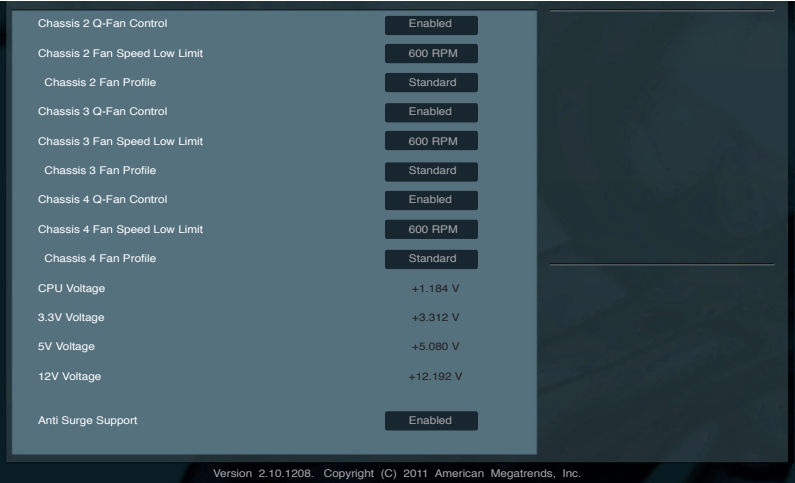 Chassis 2 Q-Fan Control Enabled
Chassis 2 Fan Speed Low Limit 600 RPM
Chassis 2 Fan Profile Standard
Chassis 3 Q-Fan Control Enabled
Chassis 3 Fan Speed Low Limit 600 RPM
Chassis 3 Fan Profile Standard
Chassis 4 Q-Fan Control Enabled
Chassis 4 Fan Speed Low Limit 600 RPM
Chassis 4 Fan Profile Standard
CPU Voltage +1.184 V
3.3V Voltage +3.312 V
5V Voltage +5.080 V
12V Voltage +12.192 V
Anti Surge Support Enabled
Version 2.10.1208. Copyright (C) 2011 American Megatrends, Inc.